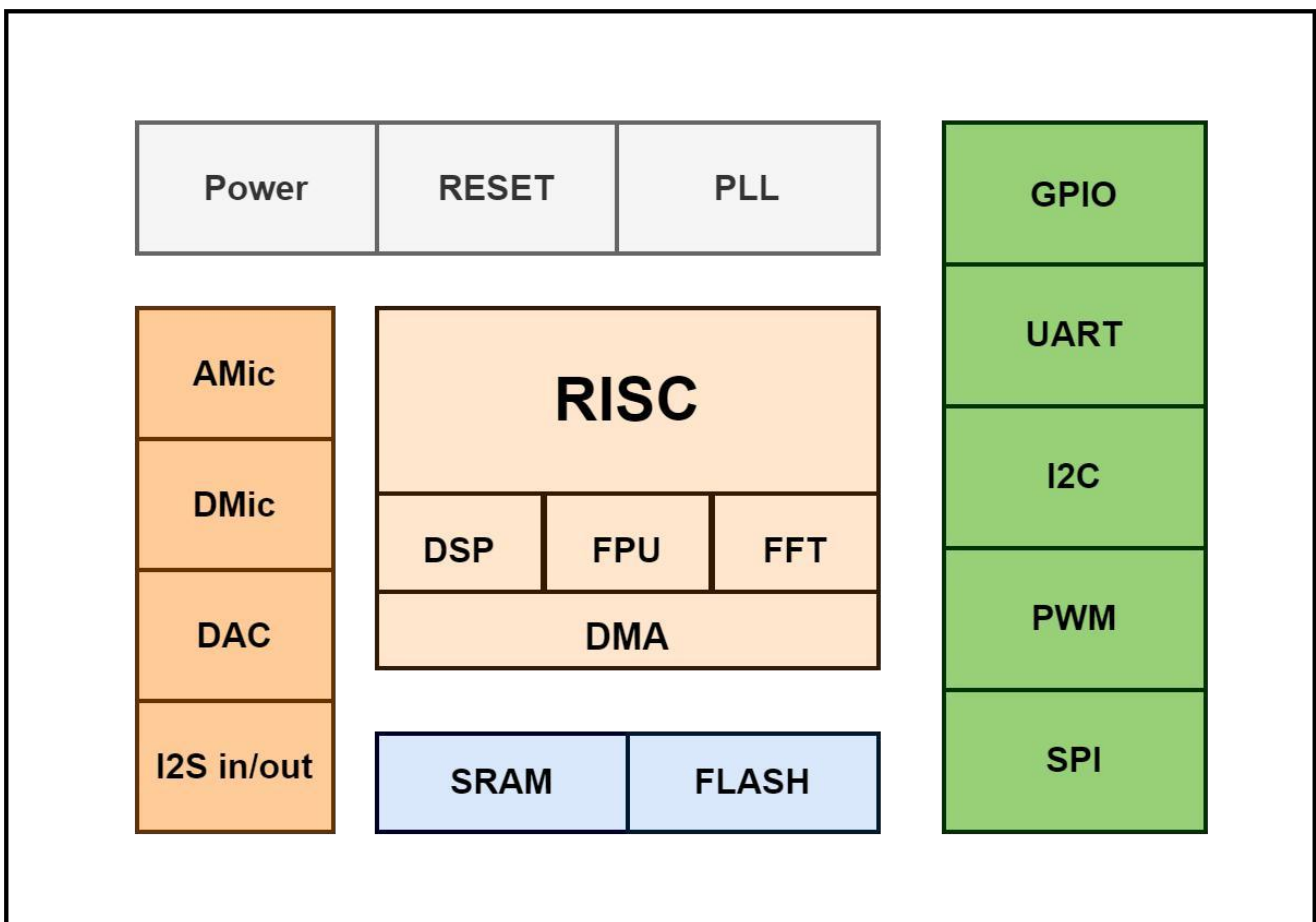 Power
RESET
PLL
AMic
DMic
DAC
I2S in/out
RISC
DSP
FPU
FFT
DMA
SRAM
FLASH
GPIO
UART
I2C
PWM
SPI